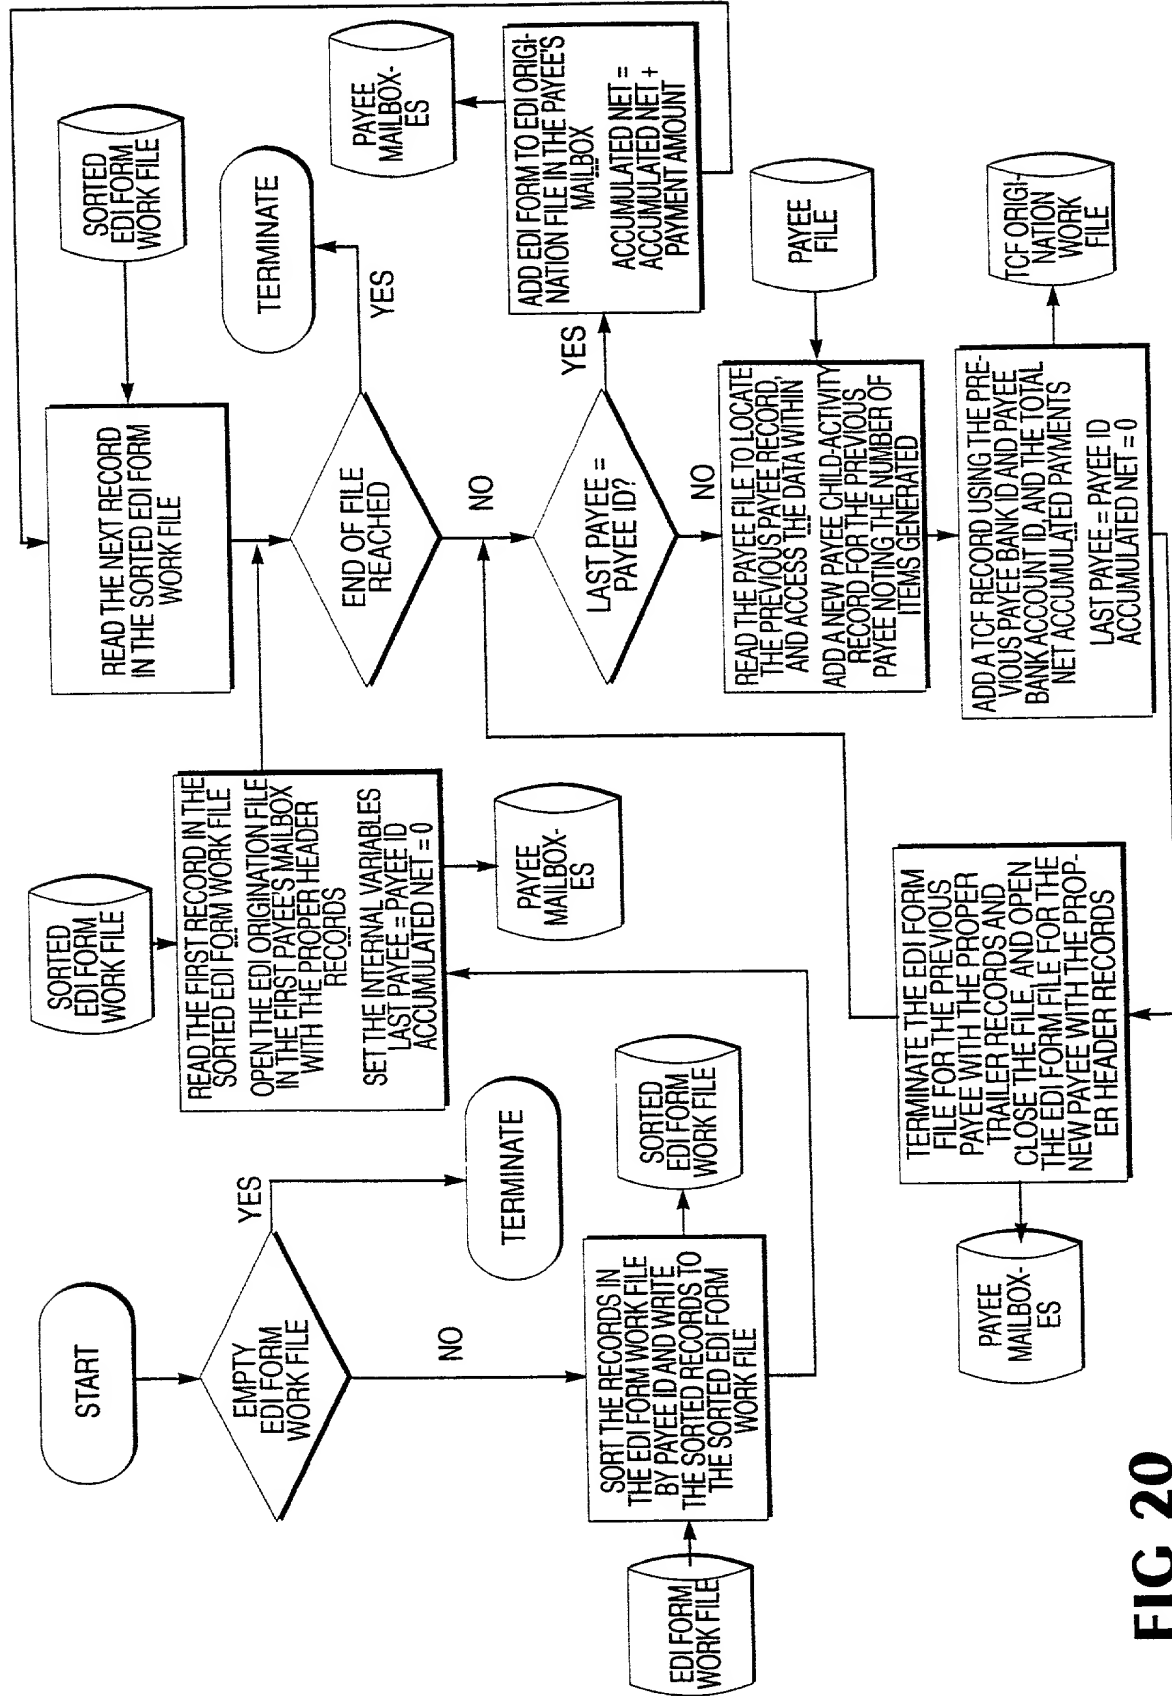 START
EMPTY
EDI FORM
WORK FILE
YES
TERMINATE
NO
EDI FORM
WORK FILE
SORT THE RECORDS IN
THE EDI FORM WORK FILE
BY PAYEE ID AND WRITE
THE SORTED RECORDS TO
THE SORTED EDI FORM
WORK FILE
SORTED
EDI FORM
WORK FILE
SORTED
EDI FORM
WORK FILE
READ THE FIRST RECORD IN THE
SORTED EDI FORM WORK FILE
OPEN THE EDI ORIGINATION FILE
IN THE FIRST PAYEE'S MAILBOX
WITH THE PROPER HEADER
RECORDS
SET THE INTERNAL VARIABLES
LAST PAYEE = PAYEE ID
ACCUMULATED NET = 0
PAYEE
MAILBOX-
ES
SORTED
EDI FORM
WORK FILE
READ THE NEXT RECORD
IN THE SORTED EDI FORM
WORK FILE
END OF FILE
REACHED
YES
TERMINATE
NO
LAST PAYEE =
PAYEE ID?
YES
ADD EDI FORM TO EDI ORIGI-
NATION FILE IN THE PAYEE'S
MAILBOX
ACCUMULATED NET =
ACCUMULATED NET +
PAYMENT AMOUNT
PAYEE
MAILBOX-
ES
NO
READ THE PAYEE FILE TO LOCATE
THE PREVIOUS PAYEE RECORD,
AND ACCESS THE DATA WITHIN
ADD A NEW PAYEE CHILD-ACTIVITY
RECORD FOR THE PREVIOUS
PAYEE NOTING THE NUMBER OF
ITEMS GENERATED
PAYEE
FILE
ADD A TCF RECORD USING THE PRE-
VIOUS PAYEE BANK ID AND PAYEE
BANK ACCOUNT ID, AND THE TOTAL
NET ACCUMULATED PAYMENTS
LAST PAYEE = PAYEE ID
ACCUMULATED NET = 0
TCF ORIGI-
NATION
WORK
FILE
TERMINATE THE EDI FORM
FILE FOR THE PREVIOUS
PAYEE WITH THE PROPER
TRAILER RECORDS AND
CLOSE THE FILE, AND OPEN
THE EDI FORM FILE FOR THE
NEW PAYEE WITH THE PROP-
ER HEADER RECORDS
PAYEE
MAILBOX-
ES
FIG 20